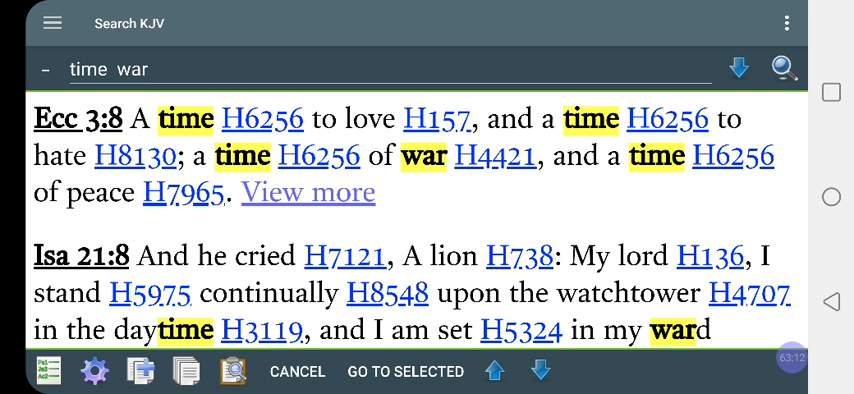 Search KJV
- time war
Ecc 3:8 A time H6256 to love H157, and a time H6256 to
hate H8130; a time H6256 of war H4421, and a time H6256
of peace H7965. View more
Isa 21:8 And he cried H7121, A lion H738: My lord H136, I
stand H5975 continually H8548 upon the watchtower H4707
in the daytime H3119, and I am set H5324 in my ward
63:12
CANCEL GO TO SELECTED